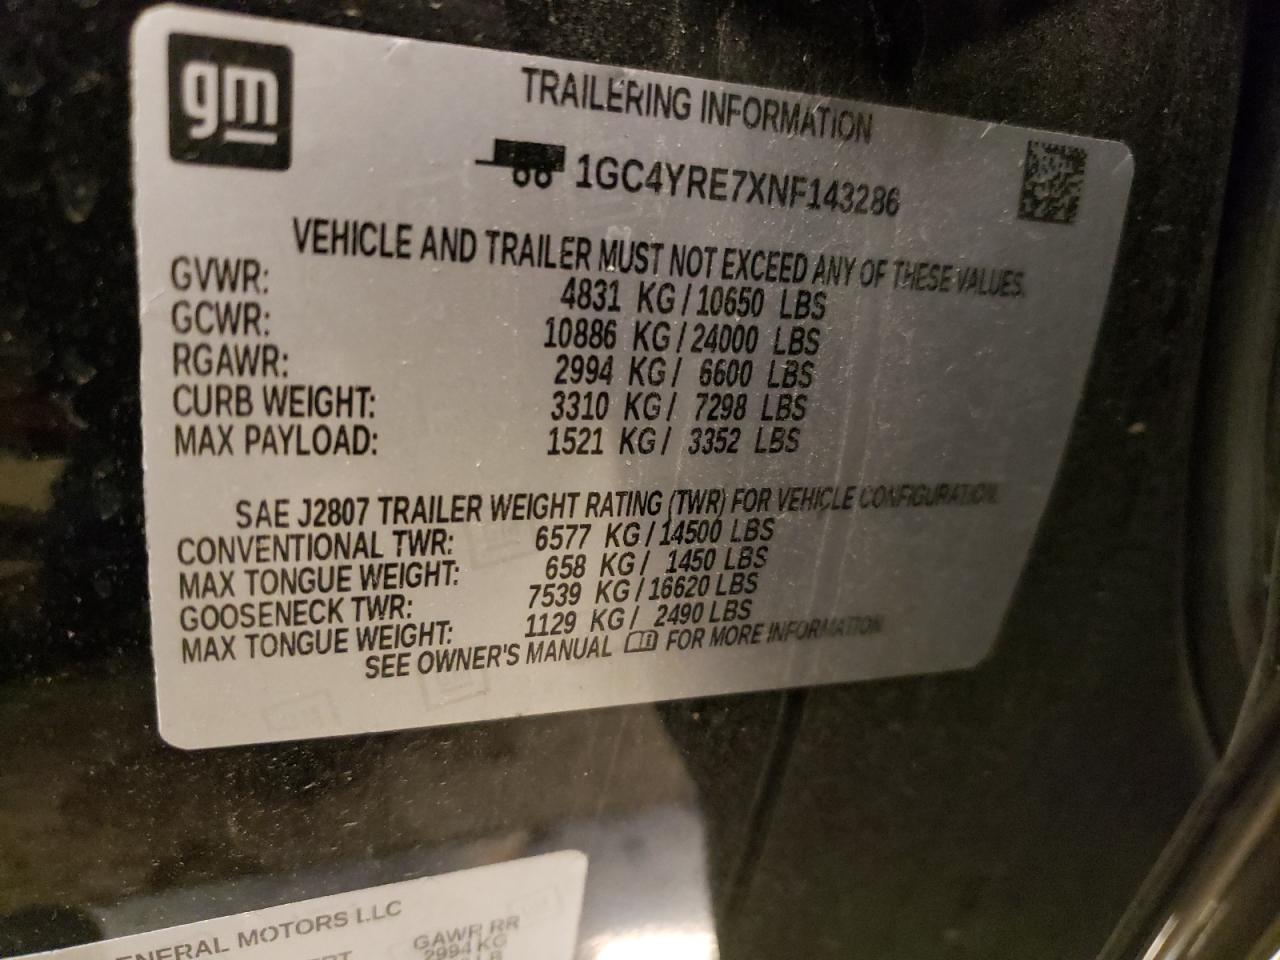 gm
TRAILERING INFORMATION
1GC4YRE7XNF143286
VEHICLE AND TRAILER MUST NOT EXCEED ANY OF THESE VALUES.
GVWR: 4831 KG/10650 LBS
GCWR: 10886 KG/24000 LBS
RGAWR: 2994 KG/ 6600 LBS
CURB WEIGHT: 3310 KG/ 7298 LBS
MAX PAYLOAD: 1521 KG/ 3352 LBS
SAE J2807 TRAILER WEIGHT RATING (TWR) FOR VEHICLE CONFIGURATION.
CONVENTIONAL TWR: 6577 KG/14500 LBS
MAX TONGUE WEIGHT: 658 KG/ 1450 LBS
GOOSENECK TWR: 7539 KG/16620 LBS
MAX TONGUE WEIGHT: 1129 KG/ 2490 LBS
SEE OWNER'S MANUAL FOR MORE INFORMATION
ENERAL MOTORS LLC
GAWR RR
2994 KG